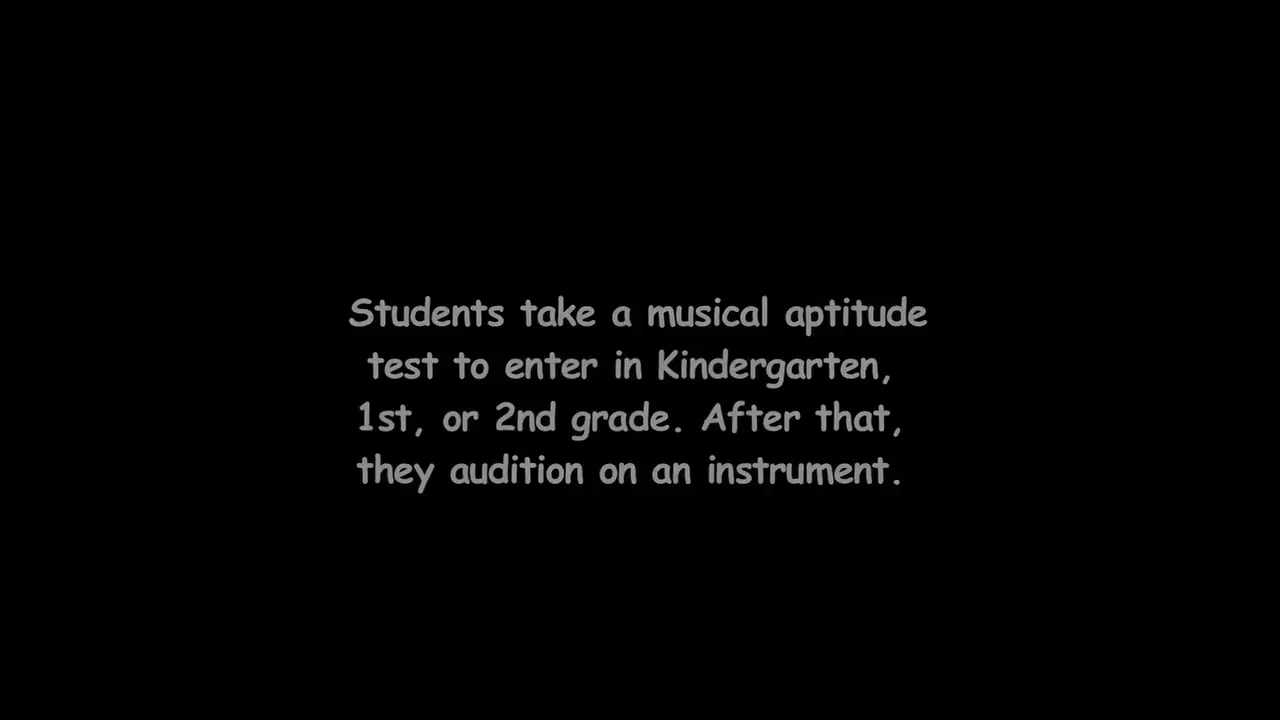 Students take a musical aptitude
test to enter in Kindergarten,
1st, or 2nd grade. After that,
they audition on an instrument.